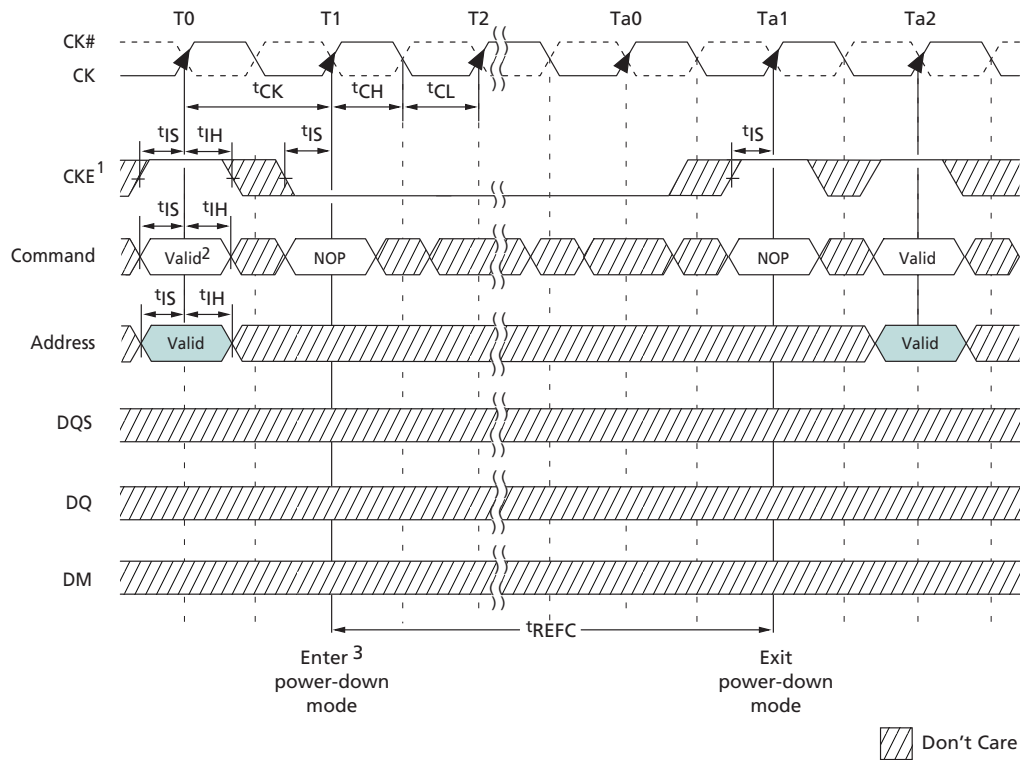 T0 T1 T2 Ta0 Ta1 Ta2
CK#
CK
tCK tCH tCL
tIS tIH tIS tIS
CKE1
tIS tIH
Command Valid2 NOP NOP Valid
tIS tIH
Address Valid Valid
DQS
DQ
DM
tREFC
Enter 3 Exit
power-down power-down
mode mode
Don't Care